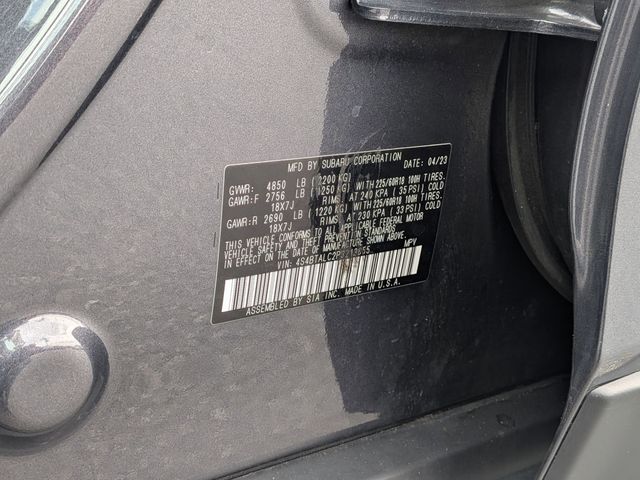 MFD BY SUBARU CORPORATION DATE: 04/23
GVWR: 4850 LB (2200 KG)
GAWR:F 2756 LB (1250 KG) WITH 225/60R18 100H TIRES.
18X7J RIMS AT 240 KPA (35 PSI) COLD
GAWR:R 2690 LB (1220 KG) WITH 225/60R18 100H TIRES.
18X7J RIMS AT 230 KPA (33 PSI) COLD
THIS VEHICLE CONFORMS TO ALL APPLICABLE FEDERAL MOTOR
VEHICLE SAFETY AND THEFT PREVENTION STANDARDS
IN EFFECT ON THE DATE OF MANUFACTURE SHOWN ABOVE.
VIN: MPV
ASSEMBLED BY SIA INC. MADE IN U.S.A.